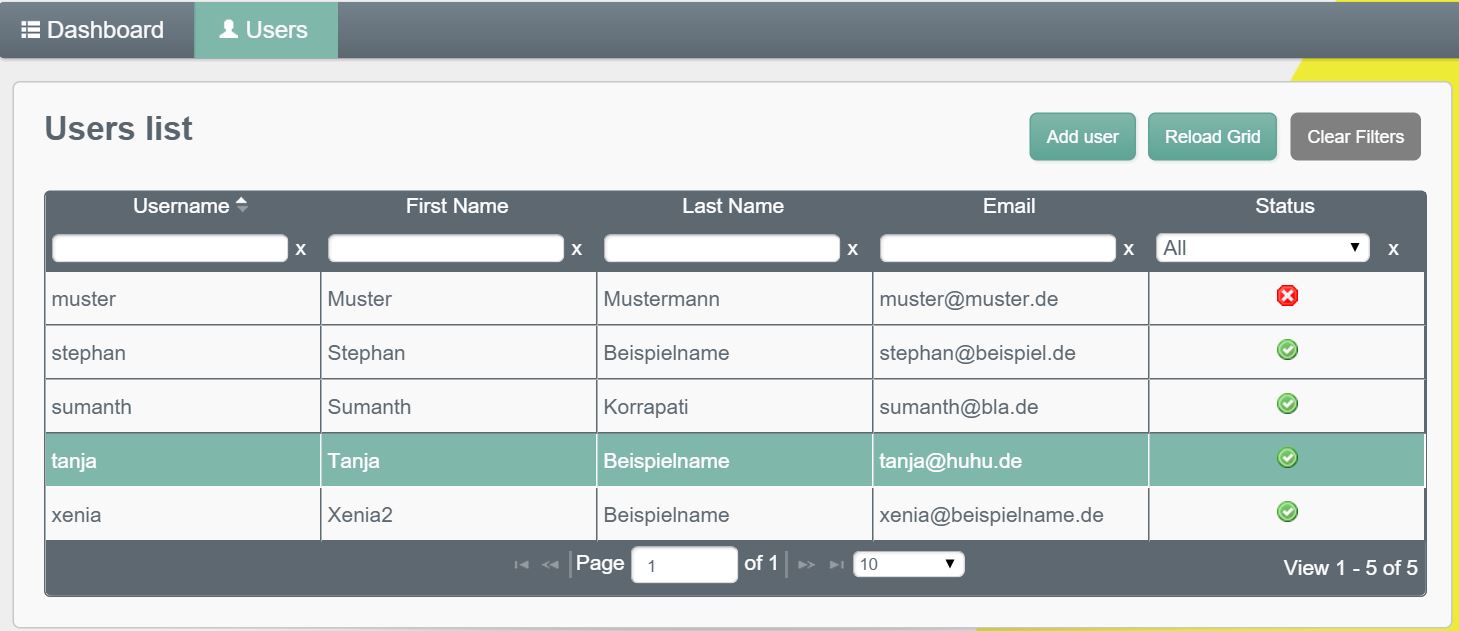 Dashboard Users
Users list
Add user Reload Grid Clear Filters
Username First Name Last Name Email Status
x x x x All x
muster Muster Mustermann muster@muster.de
stephan Stephan Beispielname stephan@beispiel.de
sumanth Sumanth Korrapati sumanth@bla.de
tanja Tanja Beispielname tanja@huhu.de
xenia Xenia2 Beispielname xenia@beispielname.de
Page 1 of 1 10 View 1 - 5 of 5